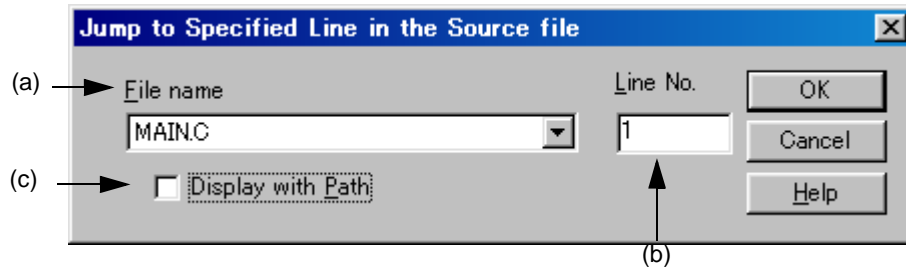 Jump to Specified Line in the Source file
(a)
File name
Line No.
OK
MAIN.C
1
Cancel
(c)
Display with Path
Help
(b)